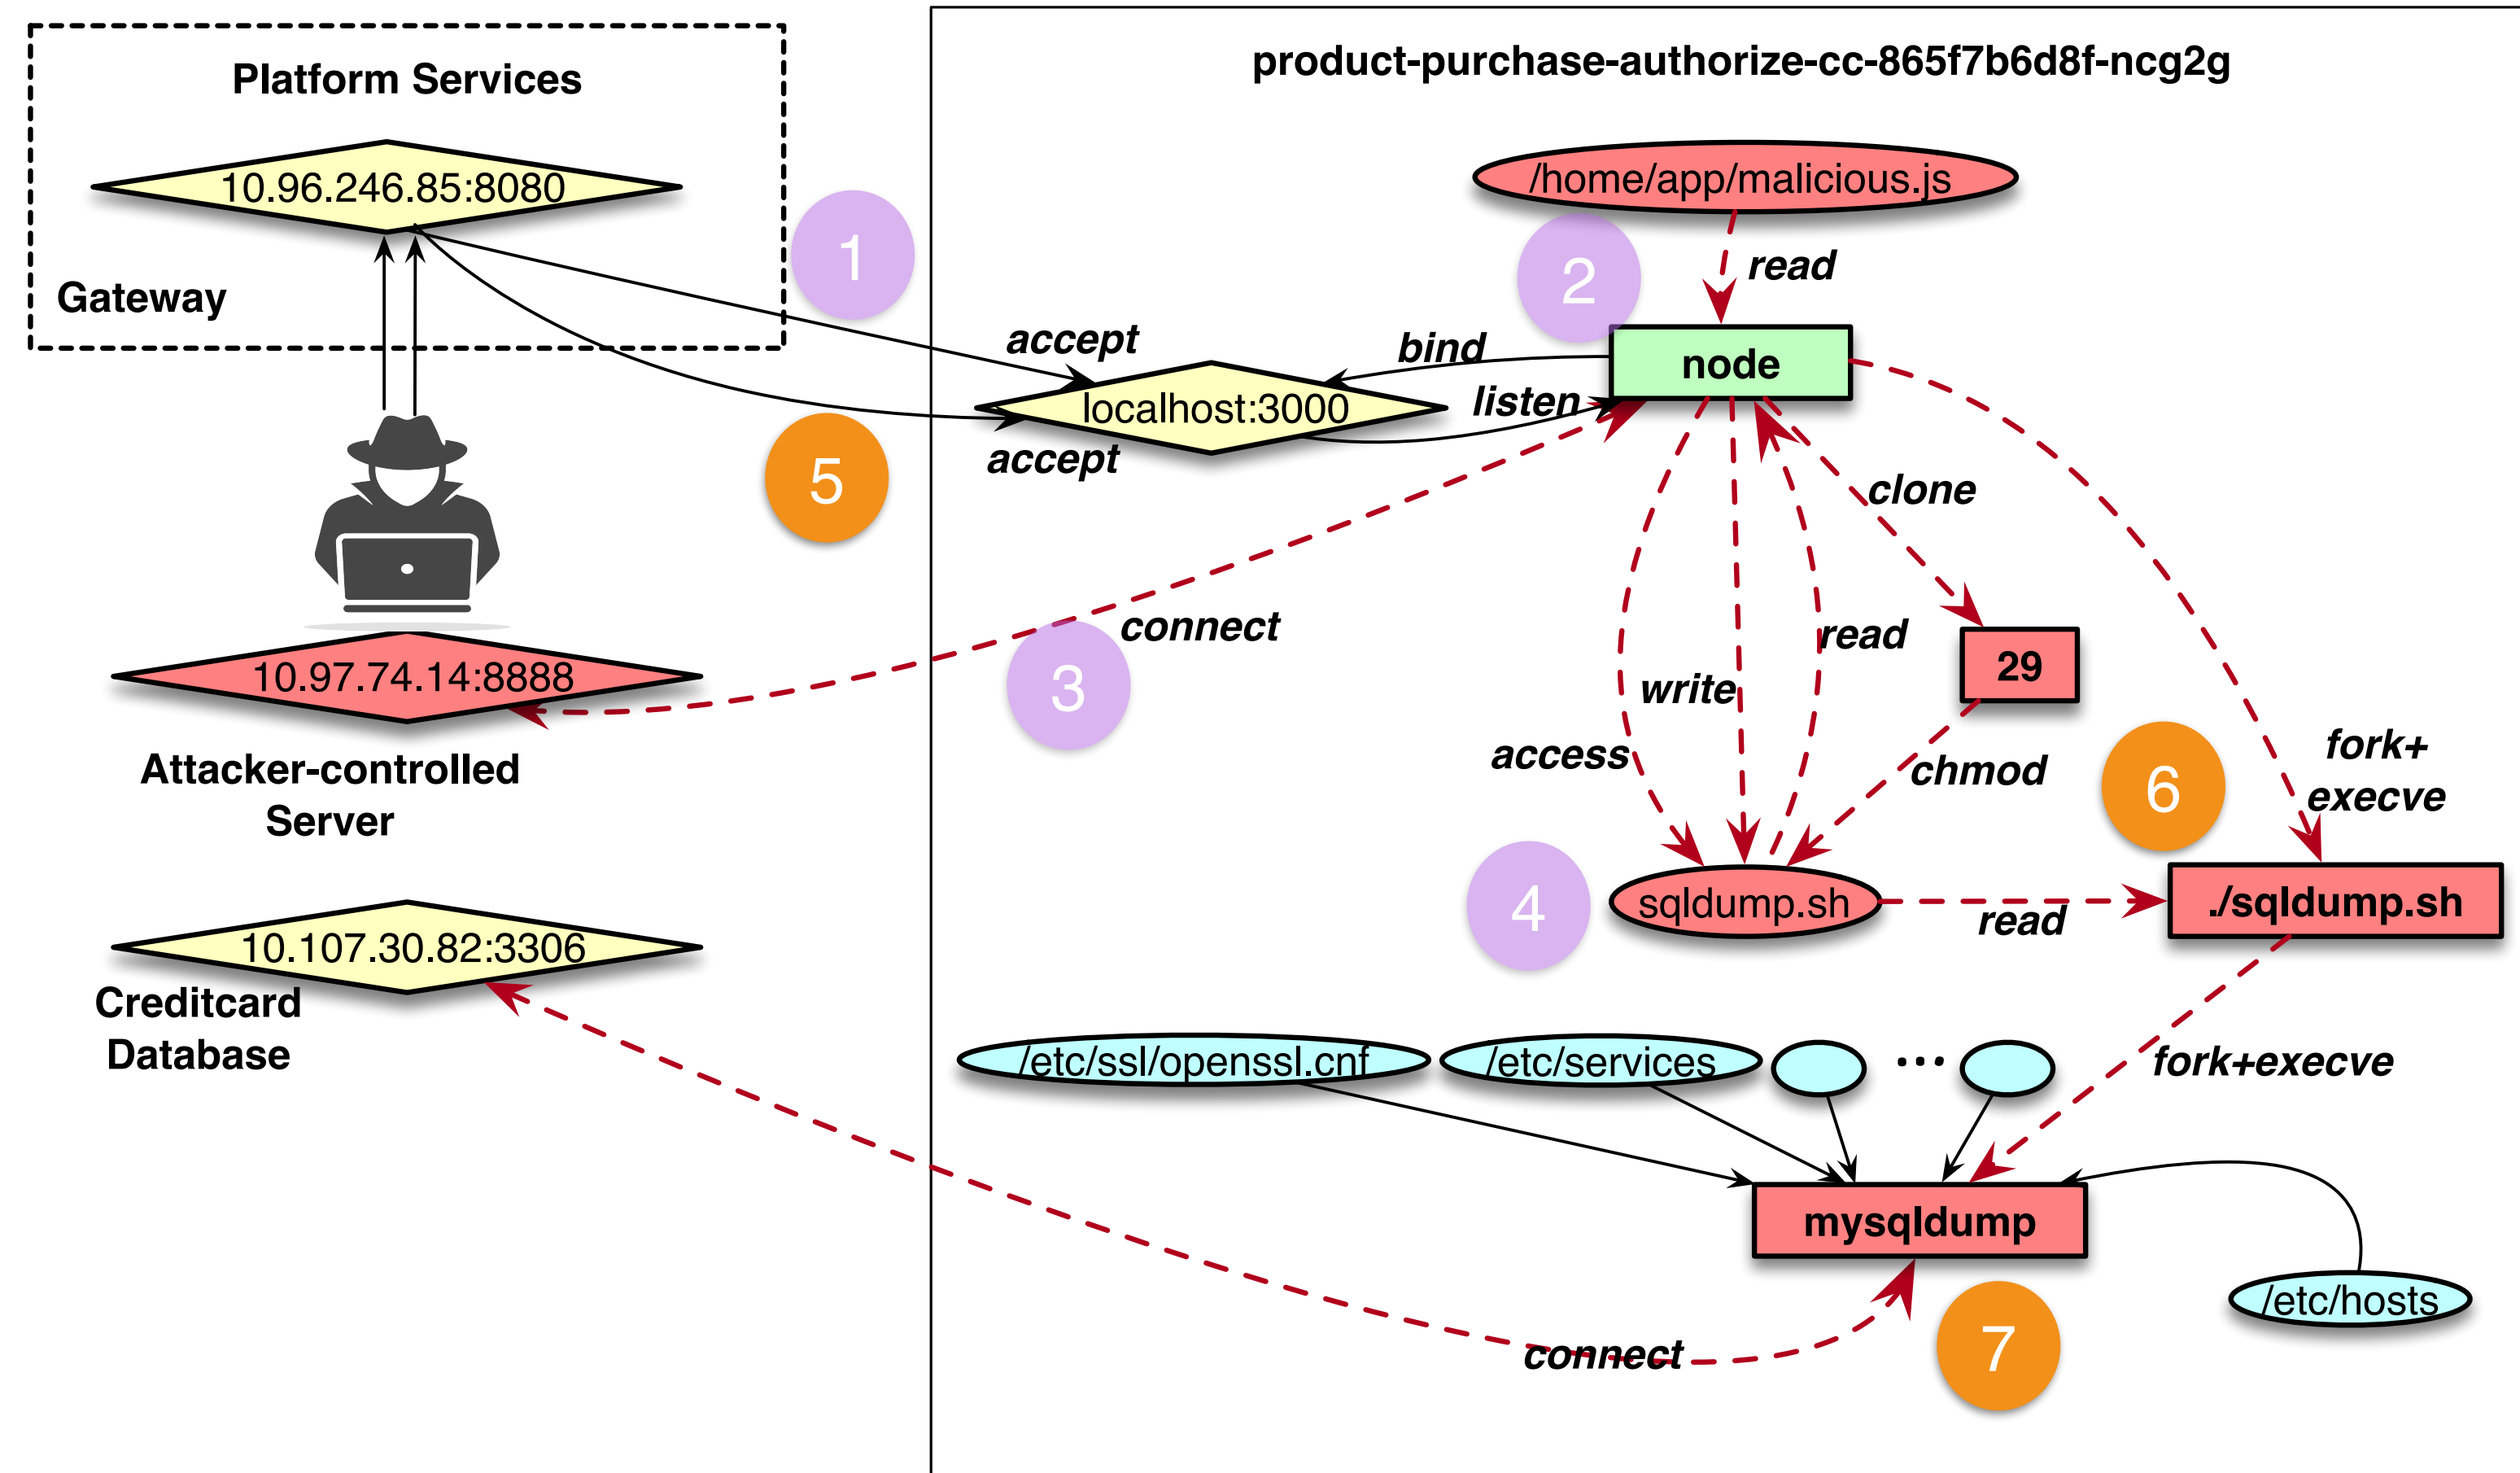 Platform Services
10.96.246.85:8080
Gateway
1
product-purchase-authorize-cc-865f7b6d8f-ncg2g
/home/app/malicious.js
2
read
accept
bind
node
localhost:3000
listen
accept
5
clone
connect
read
29
10.97.74.14:8888
3
write
Attacker-controlled
Server
access
chmod
6
fork+
execve
4
sqldump.sh
read
./sqldump.sh
10.107.30.82:3306
Creditcard
Database
/etc/ssl/openssl.cnf
/etc/services
...
fork+execve
mysqldump
/etc/hosts
connect
7